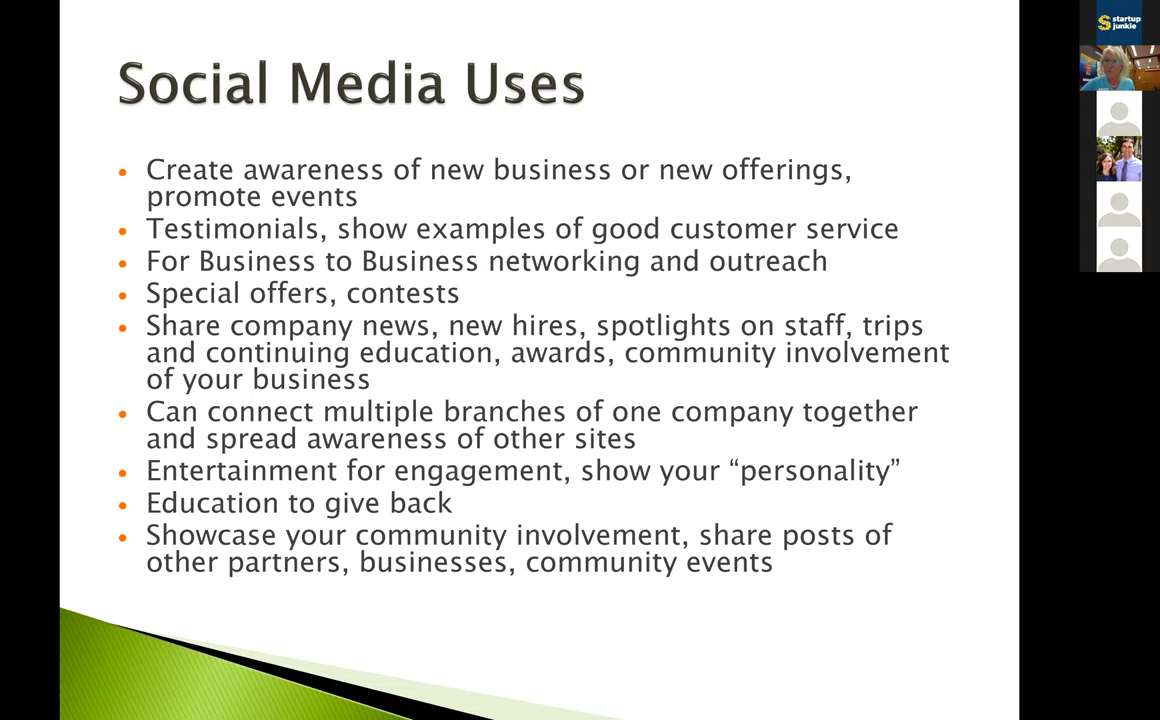 Social Media Uses
• Create awareness of new business or new offerings,
promote events
• Testimonials, show examples of good customer service
• For Business to Business networking and outreach
• Special offers, contests
• Share company news, new hires, spotlights on staff, trips
and continuing education, awards, community involvement
of your business
• Can connect multiple branches of one company together
and spread awareness of other sites
• Entertainment for engagement, show your “personality”
• Education to give back
• Showcase your community involvement, share posts of
other partners, businesses, community events
startup
junkie